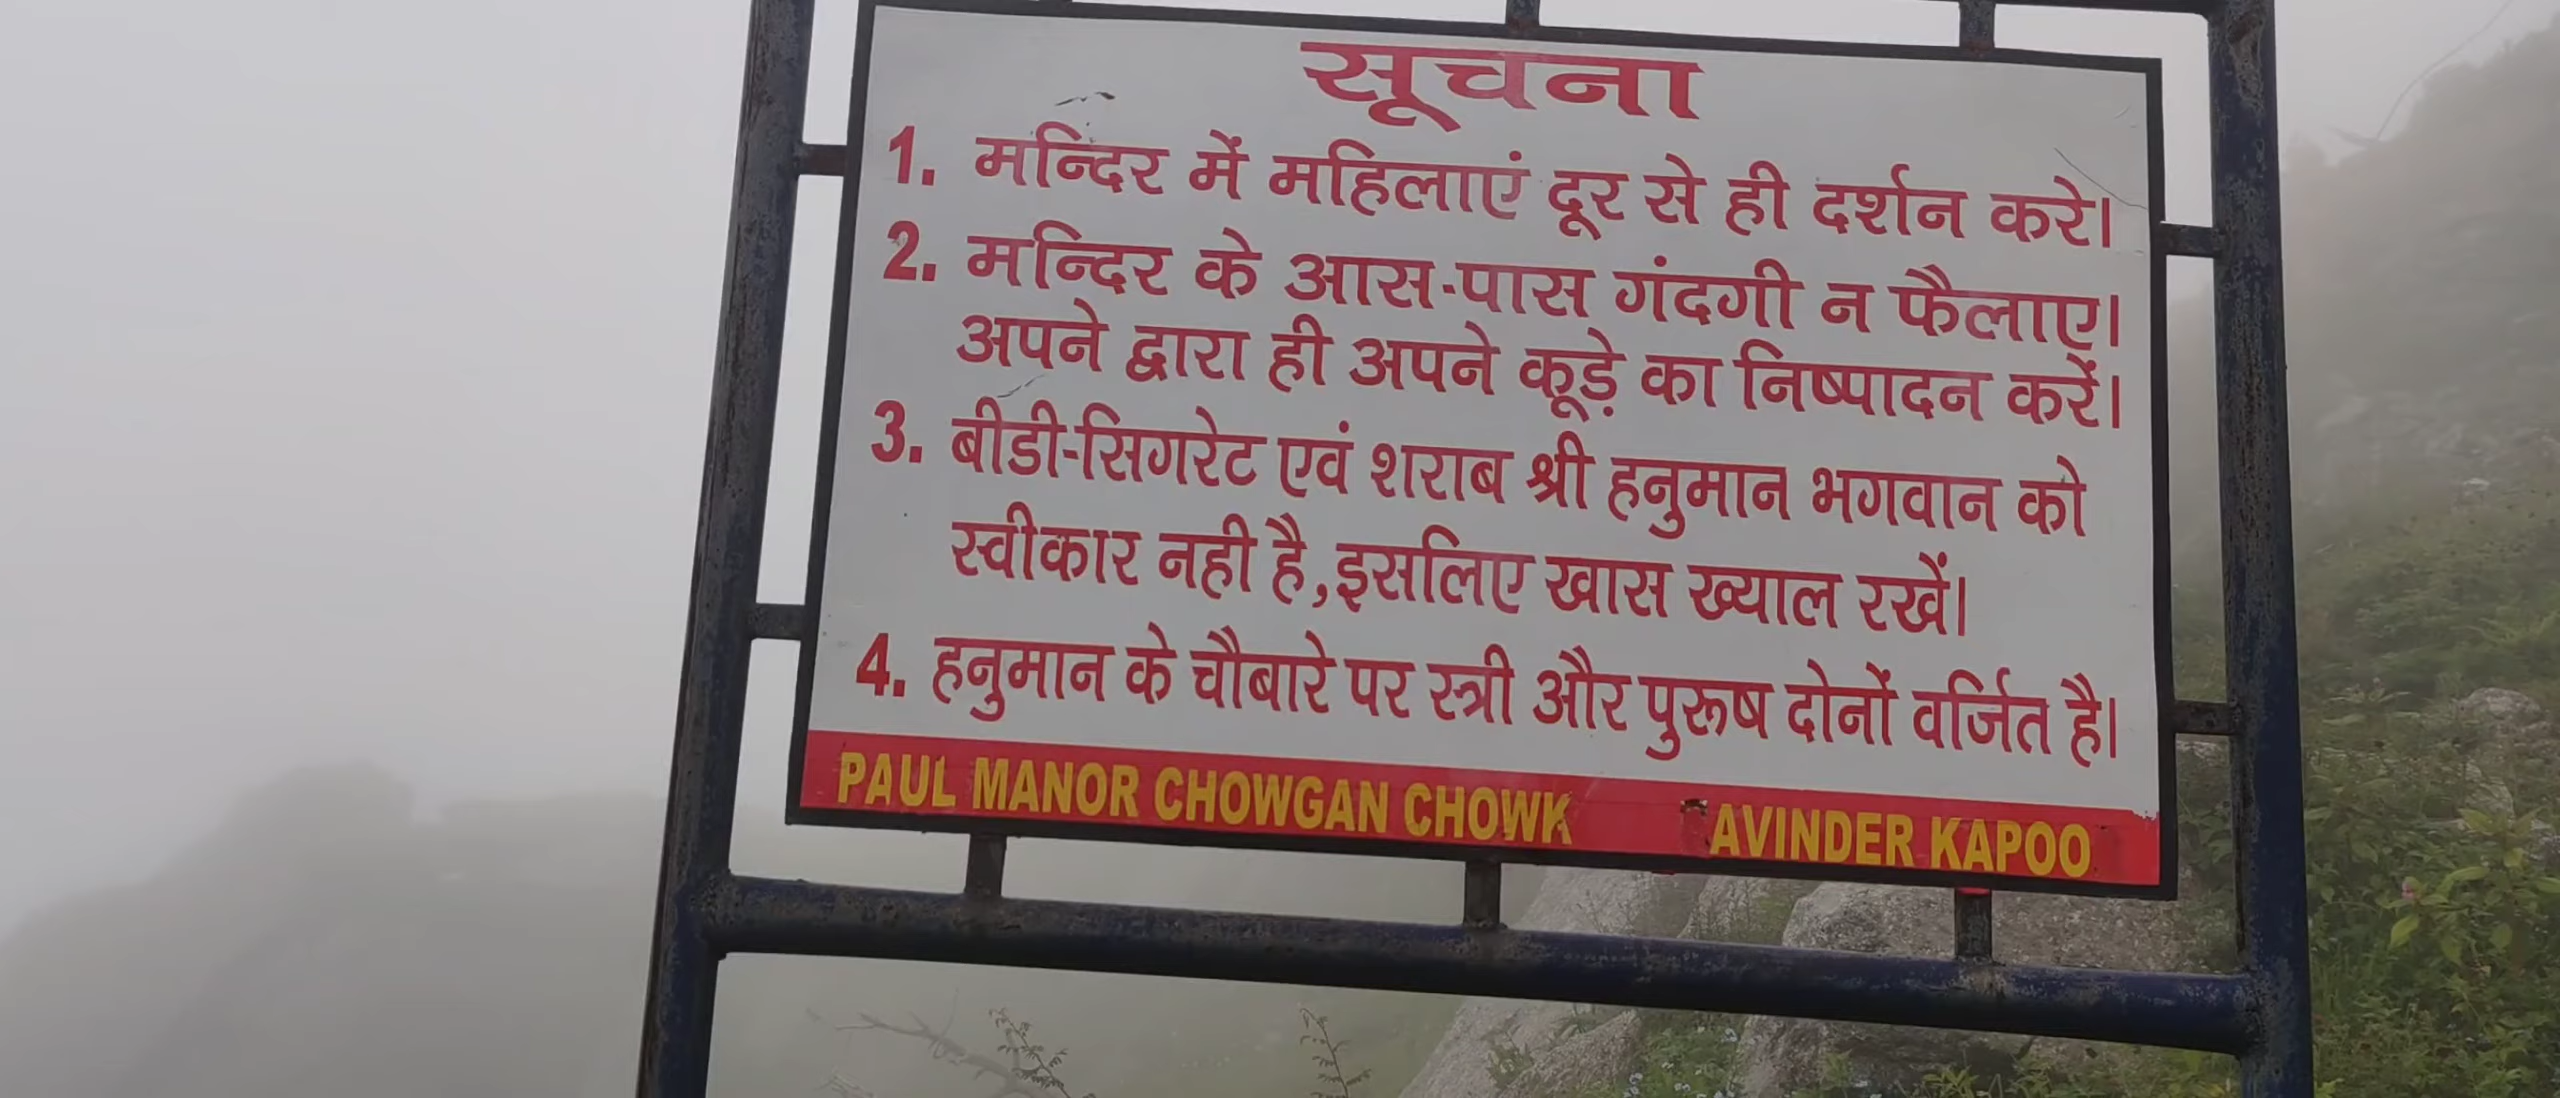 सूचना
1. मन्दिर में महिलाएं दूर से ही दर्शन करे।
2. मन्दिर के आस-पास गंदगी न फैलाए।
अपने द्वारा ही अपने कूड़े का निष्पादन करें।
3. बीडी-सिगरेट एवं शराब श्री हनुमान भगवान को
स्वीकार नही है,इसलिए खास ख्याल रखें।
4. हनुमान के चौबारे पर स्त्री और पुरूष दोनों वर्जित है।
PAUL MANOR CHOWGAN CHOWK AVINDER KAPOO